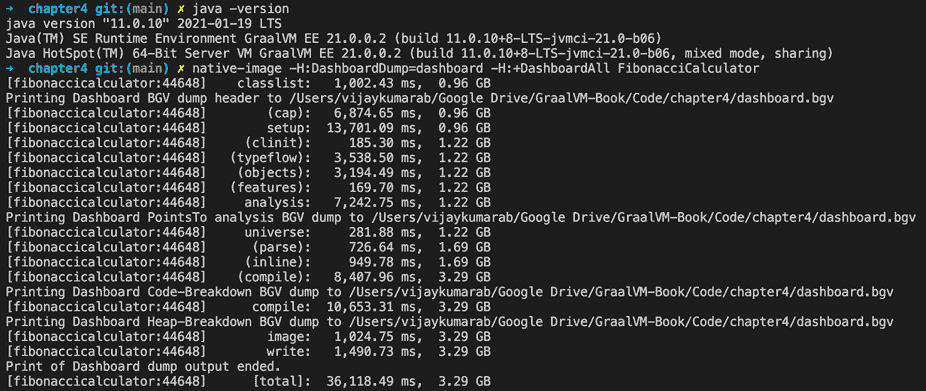 ➜  chapter4 git:(main) ✗ java -version
java version "11.0.10" 2021-01-19 LTS
Java(TM) SE Runtime Environment GraalVM EE 21.0.0.2 (build 11.0.10+8-LTS-jvmci-21.0-b06)
Java HotSpot(TM) 64-Bit Server VM GraalVM EE 21.0.0.2 (build 11.0.10+8-LTS-jvmci-21.0-b06, mixed mode, sharing)
➜  chapter4 git:(main) ✗ native-image -H:DashboardDump=dashboard -H:+DashboardAll FibonacciCalculator
[fibonaccicalculator:44648]    classlist:   1,002.43 ms,  0.96 GB
Printing Dashboard BGV dump header to /Users/vijaykumarab/Google Drive/GraalVM-Book/Code/chapter4/dashboard.bgv
[fibonaccicalculator:44648]        (cap):   6,874.65 ms,  0.96 GB
[fibonaccicalculator:44648]        setup:  13,701.09 ms,  0.96 GB
[fibonaccicalculator:44648]     (clinit):     185.30 ms,  1.22 GB
[fibonaccicalculator:44648]   (typeflow):   3,538.50 ms,  1.22 GB
[fibonaccicalculator:44648]    (objects):   3,194.49 ms,  1.22 GB
[fibonaccicalculator:44648]   (features):     169.70 ms,  1.22 GB
[fibonaccicalculator:44648]     analysis:   7,242.75 ms,  1.22 GB
Printing Dashboard PointsTo analysis BGV dump to /Users/vijaykumarab/Google Drive/GraalVM-Book/Code/chapter4/dashboard.bgv
[fibonaccicalculator:44648]     universe:     281.88 ms,  1.22 GB
[fibonaccicalculator:44648]      (parse):     726.64 ms,  1.69 GB
[fibonaccicalculator:44648]     (inline):     949.78 ms,  1.69 GB
[fibonaccicalculator:44648]    (compile):   8,407.96 ms,  3.29 GB
Printing Dashboard Code-Breakdown BGV dump to /Users/vijaykumarab/Google Drive/GraalVM-Book/Code/chapter4/dashboard.bgv
[fibonaccicalculator:44648]      compile:  10,653.31 ms,  3.29 GB
Printing Dashboard Heap-Breakdown BGV dump to /Users/vijaykumarab/Google Drive/GraalVM-Book/Code/chapter4/dashboard.bgv
[fibonaccicalculator:44648]        image:   1,024.75 ms,  3.29 GB
[fibonaccicalculator:44648]        write:   1,490.73 ms,  3.29 GB
Print of Dashboard dump output ended.
[fibonaccicalculator:44648]      [total]:  36,118.49 ms,  3.29 GB